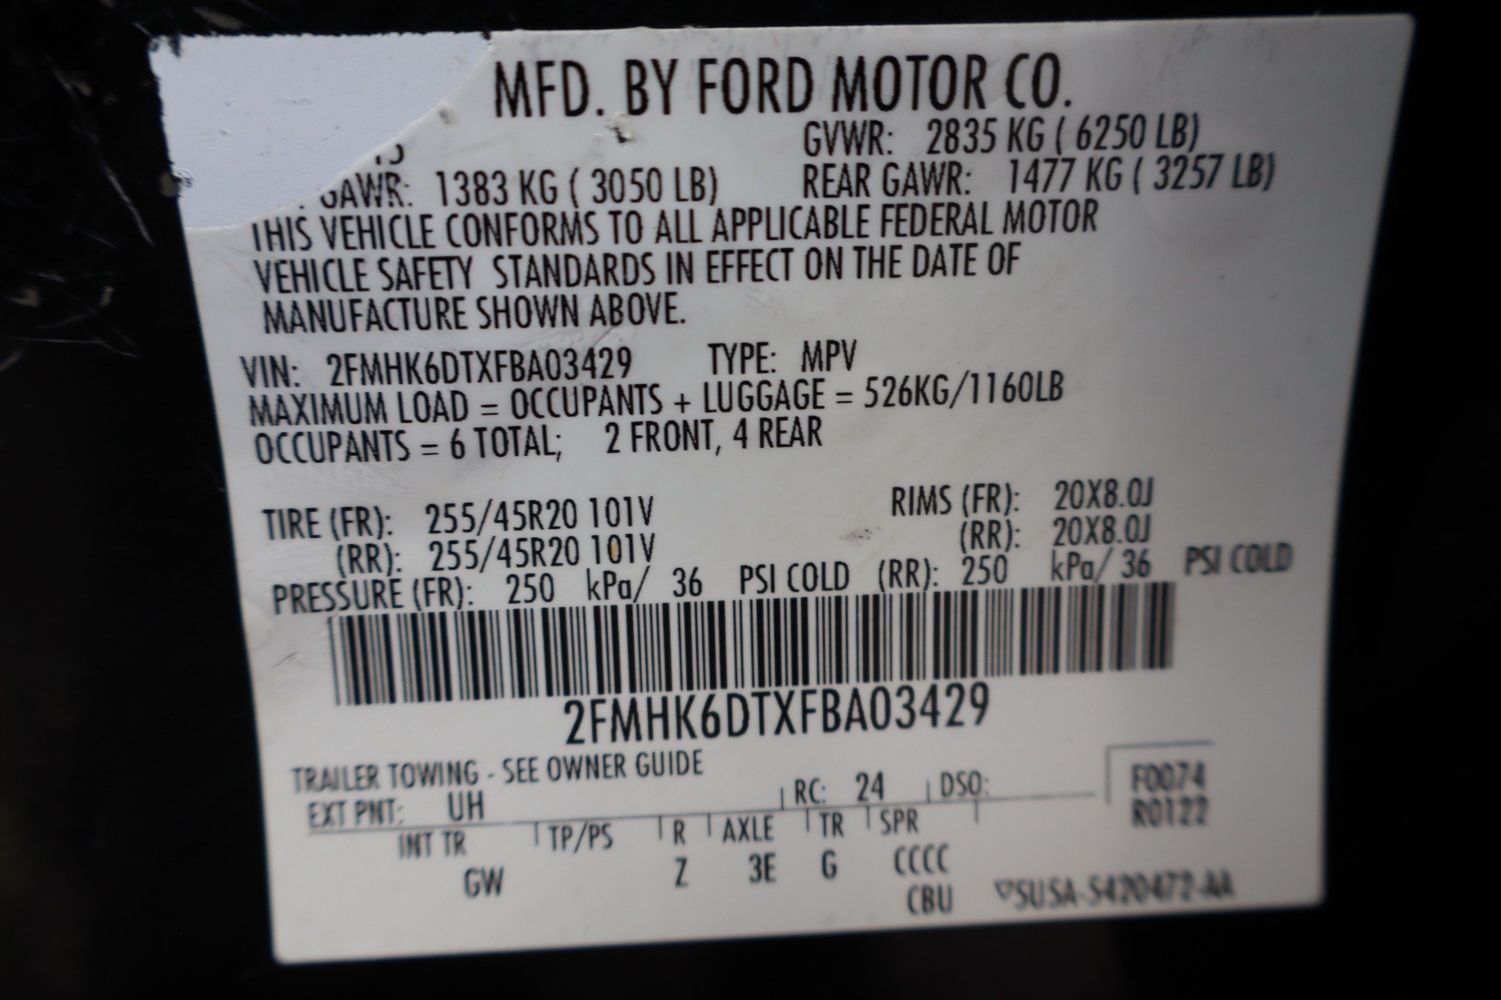 MFD. BY FORD MOTOR CO.
GVWR: 2835 KG ( 6250 LB)
GAWR: 1383 KG ( 3050 LB) REAR GAWR: 1477 KG ( 3257 LB)
THIS VEHICLE CONFORMS TO ALL APPLICABLE FEDERAL MOTOR
VEHICLE SAFETY STANDARDS IN EFFECT ON THE DATE OF
MANUFACTURE SHOWN ABOVE.
VIN: 2FMHK6DTXFBA03429 TYPE: MPV
MAXIMUM LOAD = OCCUPANTS + LUGGAGE = 526KG/1160LB
OCCUPANTS = 6 TOTAL; 2 FRONT, 4 REAR
TIRE (FR): 255/45R20 101V RIMS (FR): 20X8.0J
(RR): 255/45R20 101V (RR): 20X8.0J
PRESSURE (FR): 250 kPa/ 36 PSI COLD (RR): 250 kPa/ 36 PSI COLD
2FMHK6DTXFBA03429
TRAILER TOWING - SEE OWNER GUIDE
EXT PNT: UH RC: 24 DSO: F0074
R0122
INT TR TP/PS R AXLE TR SPR
GW Z 3E G CCCC
CBU ▽SUSA-5420472-AA